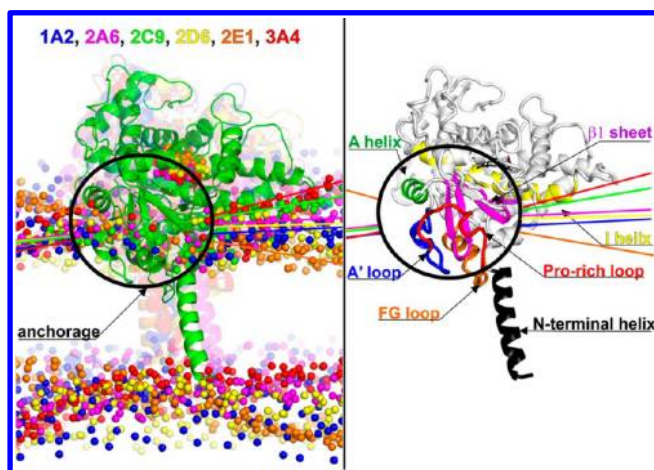 1A2, 2A6, 2C9, 2D6, 2E1, 3A4
anchorage
A helix
β1 sheet
I helix
A' loop
Pro-rich loop
FG loop
N-terminal helix